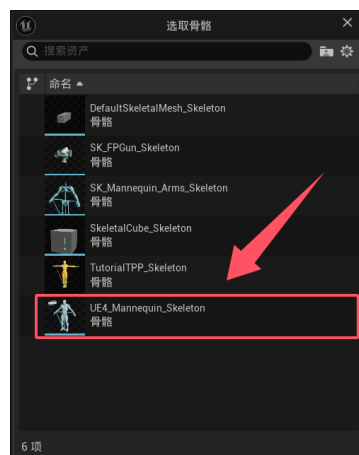 选取骨骼
搜索资产
命名
DefaultSkeletalMesh_Skeleton
骨骼
SK_FPGun_Skeleton
骨骼
SK_Mannequin_Arms_Skeleton
骨骼
SkeletalCube_Skeleton
骨骼
TutorialTPP_Skeleton
骨骼
UE4_Mannequin_Skeleton
骨骼
6 项